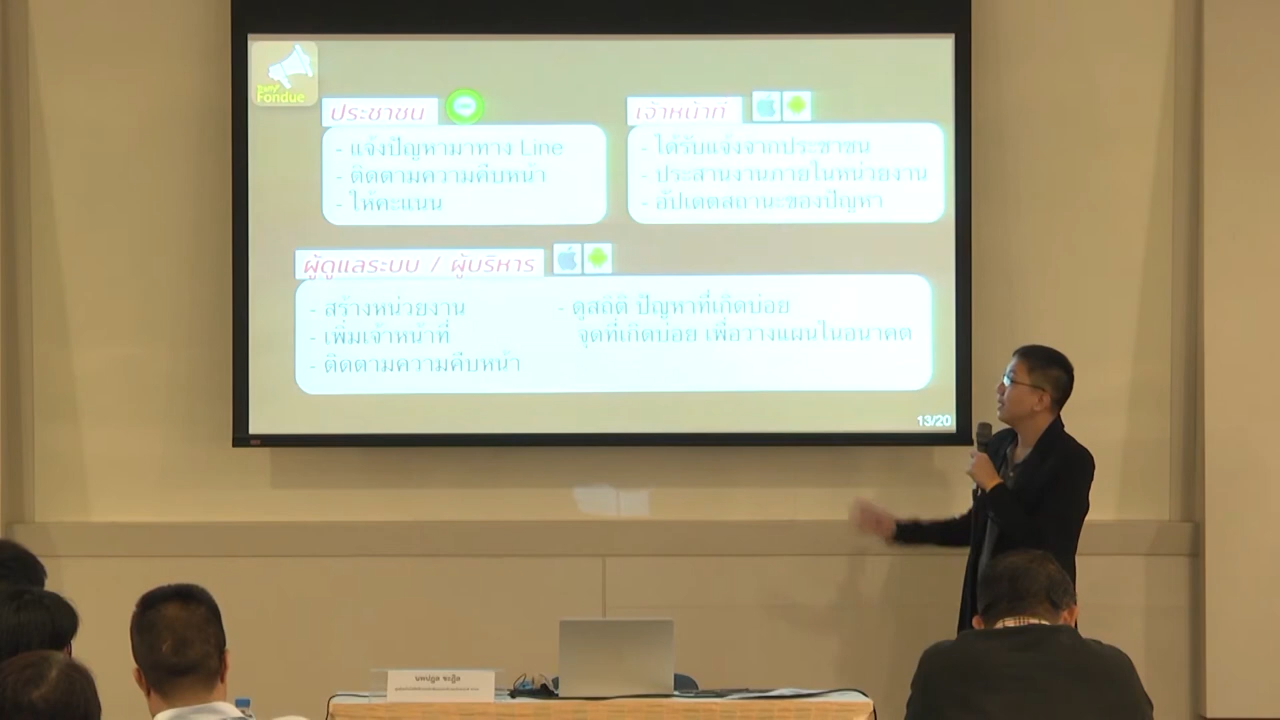 Fondue
ประชาชน
- แจ้งปัญหามาทาง Line
- ติดตามความคืบหน้า
- ให้คะแนน
เจ้าหน้าที่
- ได้รับแจ้งจากประชาชน
- ประสานงานภายในหน่วยงาน
- อัปเดตสถานะของปัญหา
ผู้ดูแลระบบ / ผู้บริหาร
- สร้างหน่วยงาน
- เพิ่มเจ้าหน้าที่
- ติดตามความคืบหน้า
- ดูสถิติ ปัญหาที่เกิดบ่อย
จุดที่เกิดบ่อย เพื่อวางแผนในอนาคต
13/20